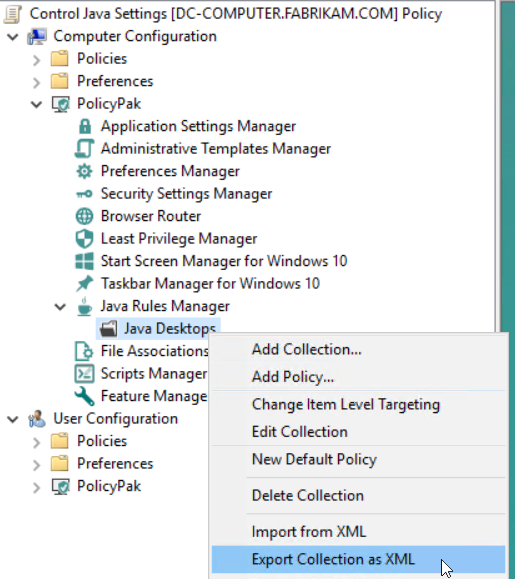 Control Java Settings [DC-COMPUTER.FABRIKAM.COM] Policy
Computer Configuration
Policies
Preferences
PolicyPak
Application Settings Manager
Administrative Templates Manager
Preferences Manager
Security Settings Manager
Browser Router
Least Privilege Manager
Start Screen Manager for Windows 10
Taskbar Manager for Windows 10
Java Rules Manager
Java Desktops
File Associations
Scripts Manager
Feature Manage
User Configuration
Policies
Preferences
PolicyPak
Add Collection...
Add Policy...
Change Item Level Targeting
Edit Collection
New Default Policy
Delete Collection
Import from XML
Export Collection as XML